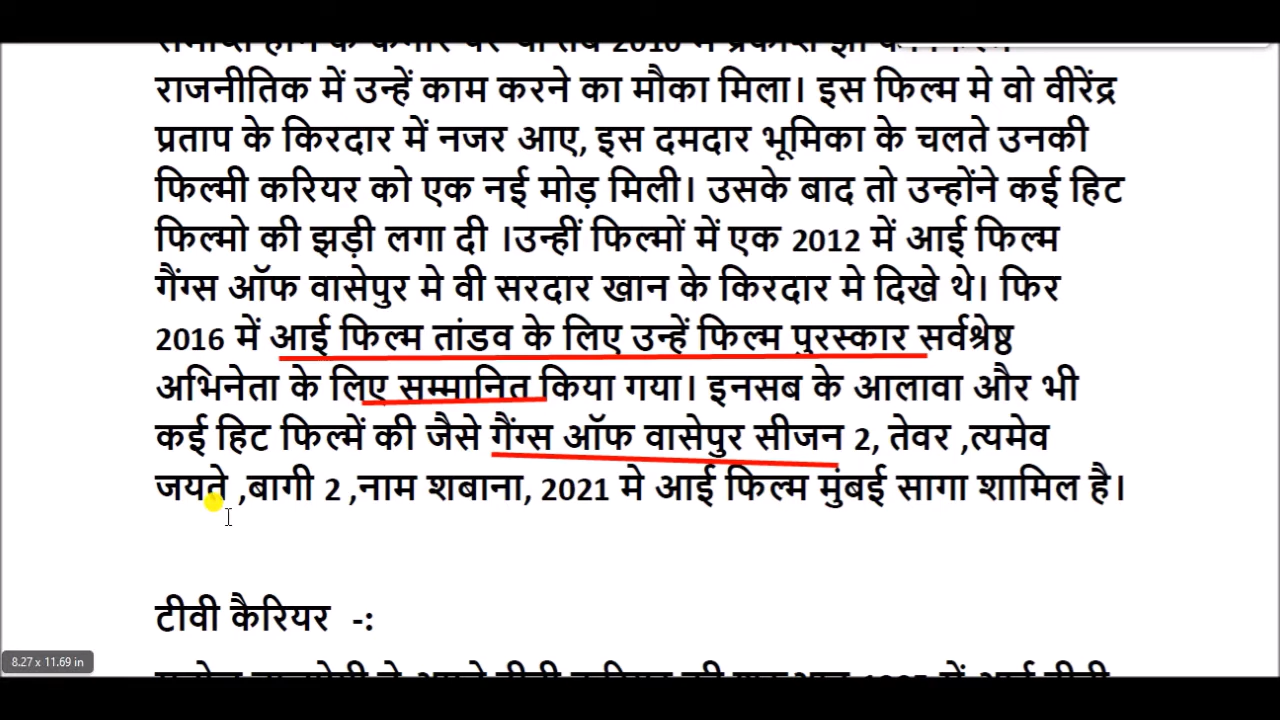 राजनीतिक में उन्हें काम करने का मौका मिला। इस फिल्म मे वो वीरेंद्र
प्रताप के किरदार में नजर आए, इस दमदार भूमिका के चलते उनकी
फिल्मी करियर को एक नई मोड़ मिली। उसके बाद तो उन्होंने कई हिट
फिल्मो की झड़ी लगा दी ।उन्हीं फिल्मों में एक 2012 में आई फिल्म
गैंग्स ऑफ वासेपुर मे वी सरदार खान के किरदार मे दिखे थे। फिर
2016 में आई फिल्म तांडव के लिए उन्हें फिल्म पुरस्कार सर्वश्रेष्ठ
अभिनेता के लिए सम्मानित किया गया। इनसब के आलावा और भी
कई हिट फिल्में की जैसे गैंग्स ऑफ वासेपुर सीजन 2, तेवर ,त्यमेव
जयते ,बागी 2 ,नाम शबाना, 2021 मे आई फिल्म मुंबई सागा शामिल है।
टीवी कैरियर -:
8.27 x 11.69 in